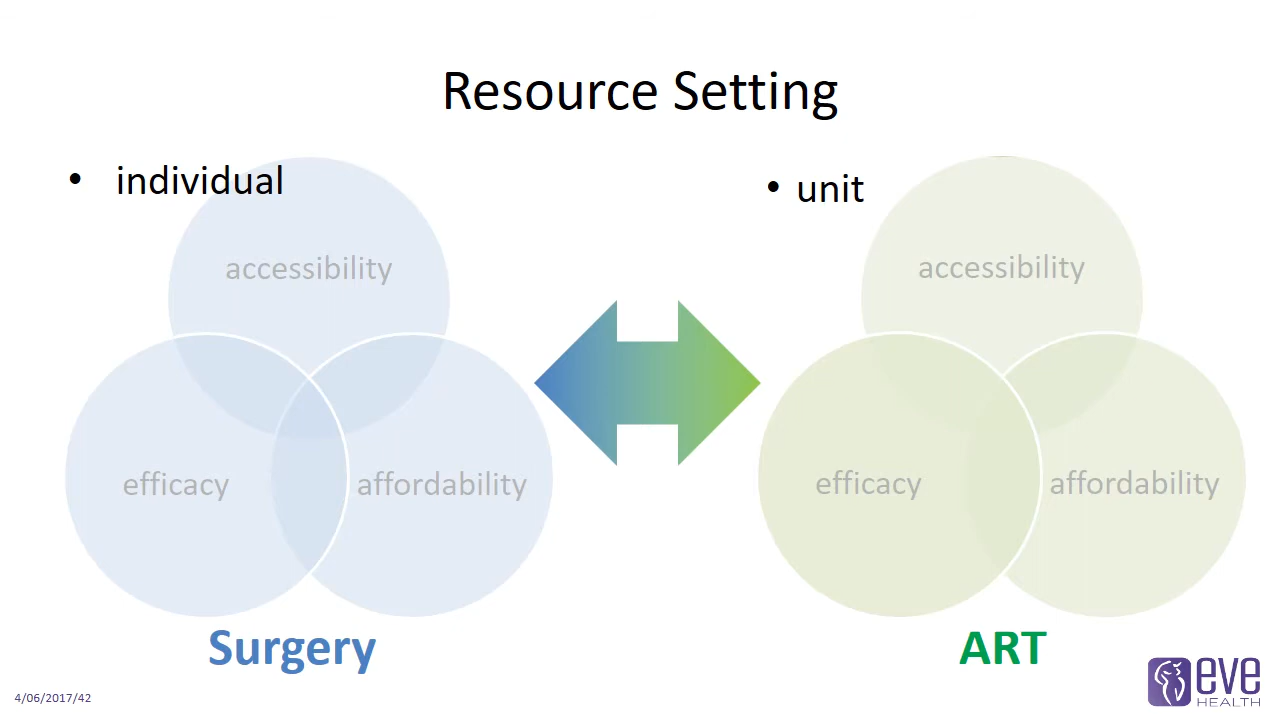 Resource Setting
• individual
accessibility
efficacy
affordability
Surgery
• unit
accessibility
efficacy
affordability
ART
4/06/2017/42
eve
HEALTH